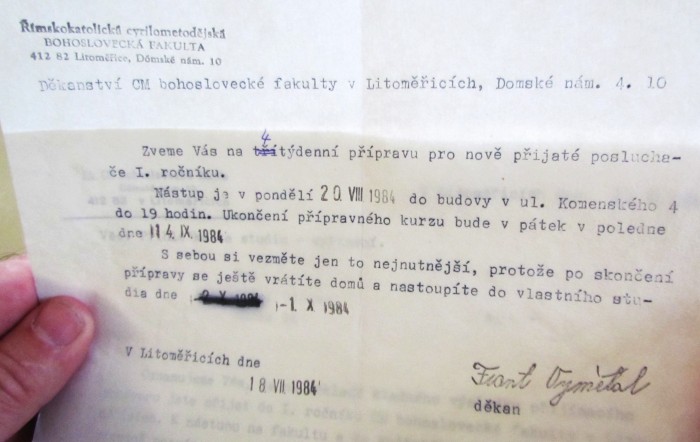 Římskokatolická cyrilometodějská
BOHOSLOVECKÁ FAKULTA
412 82 Litoměřice, Dómské nám. 10
Děkanství CM bohoslovecké fakulty v Litoměřicích, Domské nám. 4. 10
4
Zveme Vás na třítýdenní přípravu pro nově přijaté poslucha-
če I. ročníku.
Nástup je v pondělí 20. VIII 1984 do budovy v ul. Komenského 4
do 19 hodin. Ukončení přípravného kurzu bude v pátek v poledne
dne 14 IX 1984
S sebou si vezměte jen to nejnutnější, protože po skončení
přípravy se ještě vrátíte domů a nastoupíte do vlastního stu-
dia dne -1. X 1984
V Litoměřicích dne
18. VII 1984
Frant Vymětal
děkan